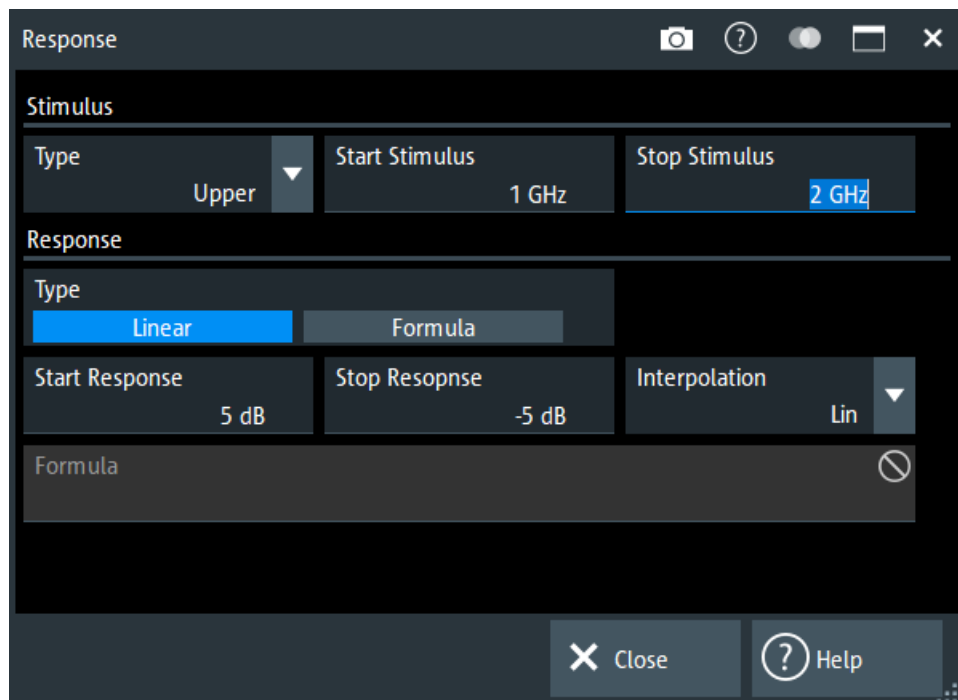 Response
Stimulus
Type
Upper
Start Stimulus
1 GHz
Stop Stimulus
2 GHz
Response
Type
Linear
Formula
Start Response
5 dB
Stop Resopnse
-5 dB
Interpolation
Lin
Formula
Close
? Help